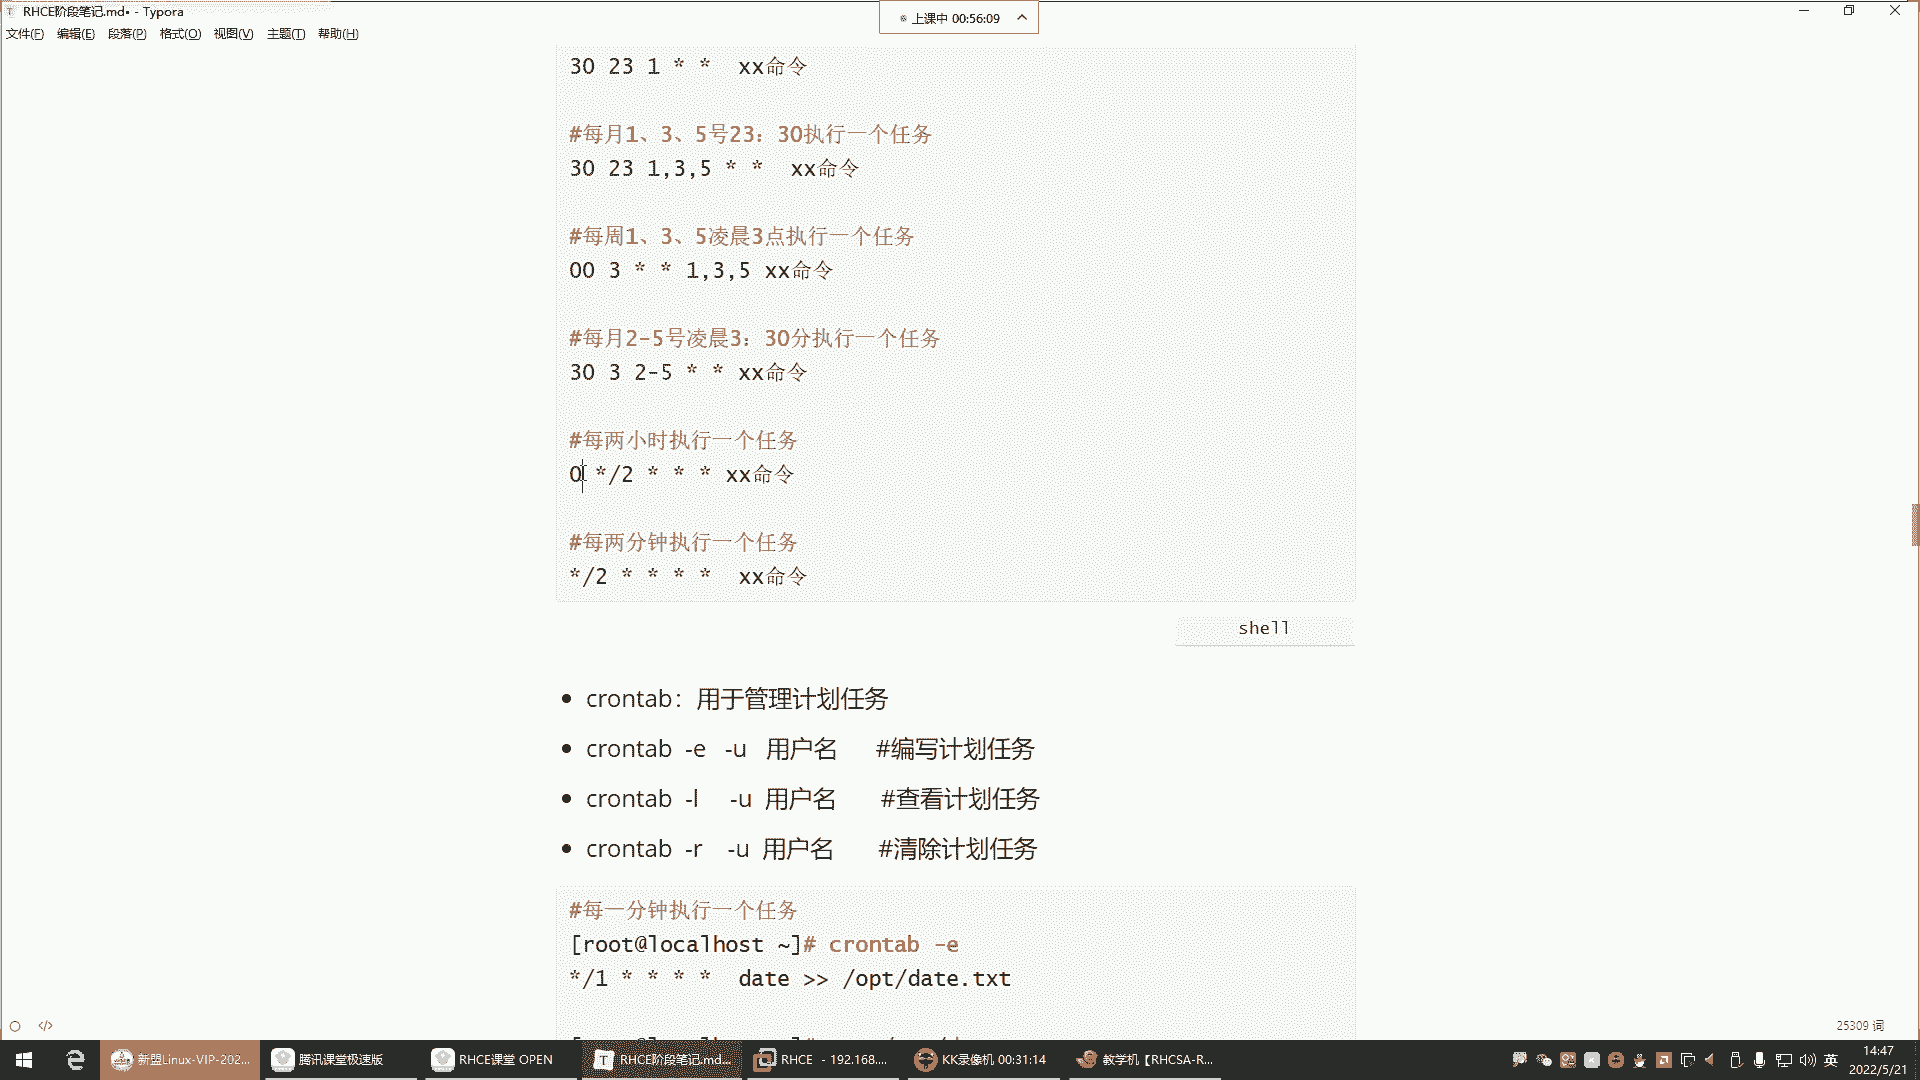 RHCE阶段笔记.md• - Typora
上课中 00:56:09
文件(F) 编辑(E) 段落(P) 格式(O) 视图(V) 主题(T) 帮助(H)
30 23 1 * * xx命令
#每月1、3、5号23：30执行一个任务
30 23 1,3,5 * * xx命令
#每周1、3、5凌晨3点执行一个任务
00 3 * * 1,3,5 xx命令
#每月2-5号凌晨3：30分执行一个任务
30 3 2-5 * * xx命令
#每两小时执行一个任务
0 */2 * * * xx命令
#每两分钟执行一个任务
*/2 * * * * xx命令
shell
crontab：用于管理计划任务
crontab -e -u 用户名 #编写计划任务
crontab -l -u 用户名 #查看计划任务
crontab -r -u 用户名 #清除计划任务
#每一分钟执行一个任务
[root@localhost ~]# crontab -e
*/1 * * * * date >> /opt/date.txt
25309 词
新盟Linux-VIP-202... 腾讯课堂极速版 RHCE课堂 OPEN RHCE阶段笔记.md... RHCE - 192.168.... KK录像机 00:31:14 教学机【RHCSA-R... 英 14:47
2022/5/21